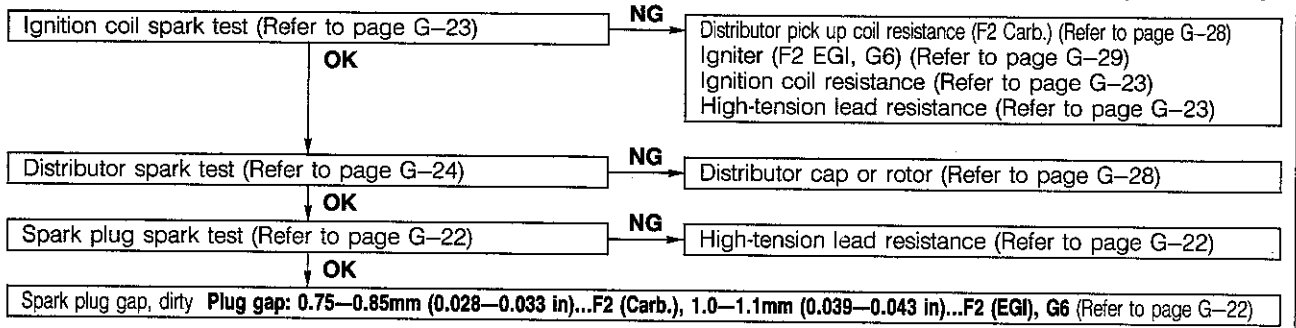 Ignition coil spark test (Refer to page G–23)
NG
Distributor pick up coil resistance (F2 Carb.) (Refer to page G–28)
Igniter (F2 EGI, G6) (Refer to page G–29)
Ignition coil resistance (Refer to page G–23)
High-tension lead resistance (Refer to page G–23)
OK
Distributor spark test (Refer to page G–24)
NG
Distributor cap or rotor (Refer to page G–28)
OK
Spark plug spark test (Refer to page G–22)
NG
High-tension lead resistance (Refer to page G–22)
OK
Spark plug gap, dirty Plug gap: 0.75—0.85mm (0.028—0.033 in)...F2 (Carb.), 1.0—1.1mm (0.039—0.043 in)...F2 (EGI), G6 (Refer to page G–22)